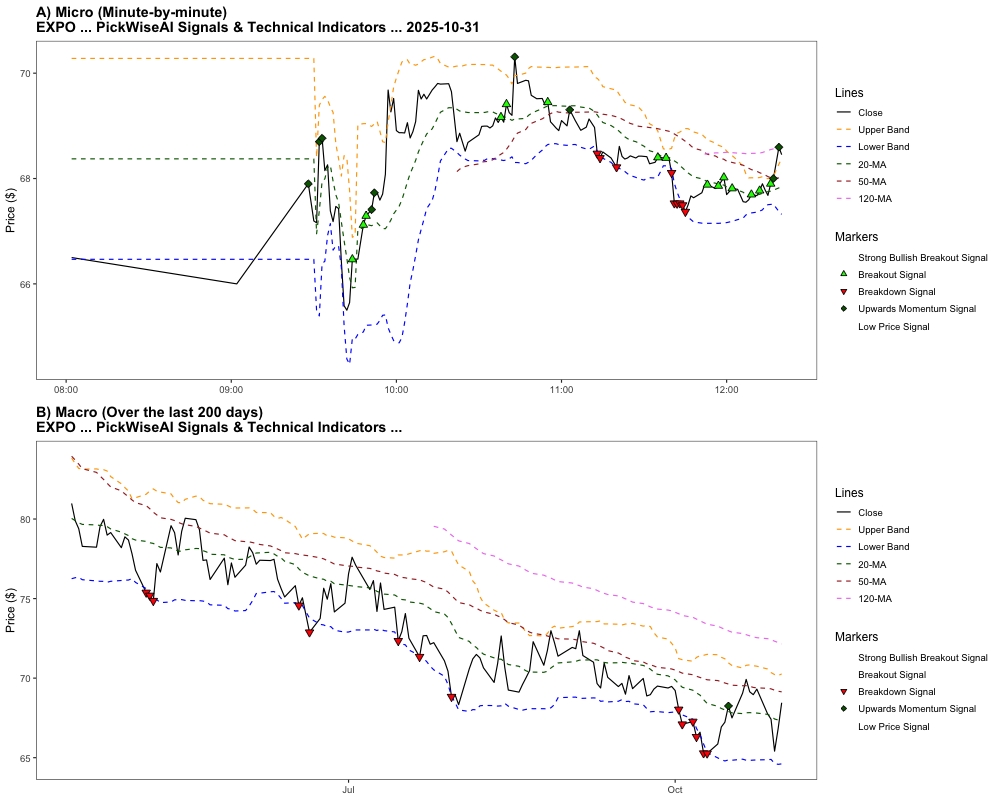 A) Micro (Minute-by-minute)
EXPO ... PickWiseAI Signals & Technical Indicators ... 2025-10-31
Price ($)
70
68
66
08:00
09:00
10:00
11:00
12:00
Lines
Close
Upper Band
Lower Band
20-MA
50-MA
120-MA
Markers
Strong Bullish Breakout Signal
Breakout Signal
Breakdown Signal
Upwards Momentum Signal
Low Price Signal
B) Macro (Over the last 200 days)
EXPO ... PickWiseAI Signals & Technical Indicators ...
Price ($)
80
75
70
65
Jul
Oct
Lines
Close
Upper Band
Lower Band
20-MA
50-MA
120-MA
Markers
Strong Bullish Breakout Signal
Breakout Signal
Breakdown Signal
Upwards Momentum Signal
Low Price Signal